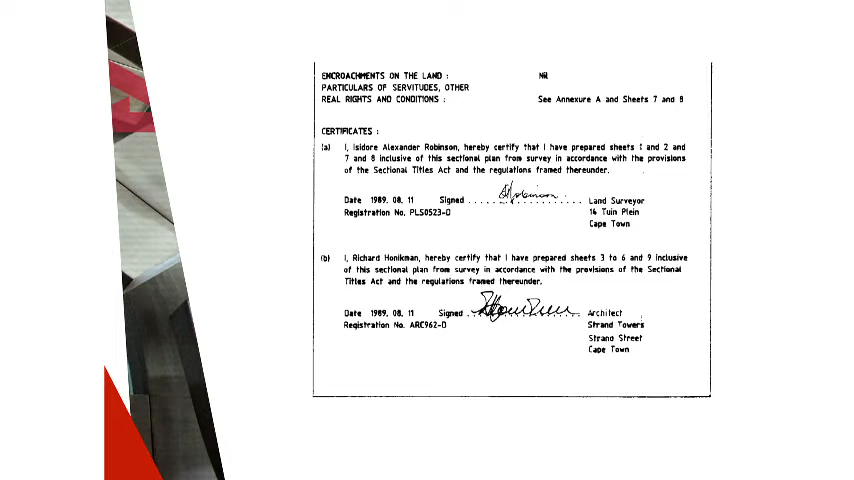 ENCROACHMENTS ON THE LAND : Nil
PARTICULARS OF SERVITUDES, OTHER
REAL RIGHTS AND CONDITIONS : See Annexure A and Sheets 7 and 8
CERTIFICATES :
(a) I, Isidore Alexander Robinson, hereby certify that I have prepared sheets 1 and 2 and
7 and 8 inclusive of this sectional plan from survey in accordance with the provisions
of the Sectional Titles Act and the regulations framed thereunder.
Date 1989. 08. 11 Signed Robinson Land Surveyor
Registration No. PLS0523-D 14 Tuin Plein
Cape Town
(b) I, Richard Honikman, hereby certify that I have prepared sheets 3 to 6 and 9 inclusive
of this sectional plan from survey in accordance with the provisions of the Sectional
Titles Act and the regulations framed thereunder.
Date 1989. 08. 11 Signed Architect
Registration No. ARC962-D Strand Towers
Strand Street
Cape Town